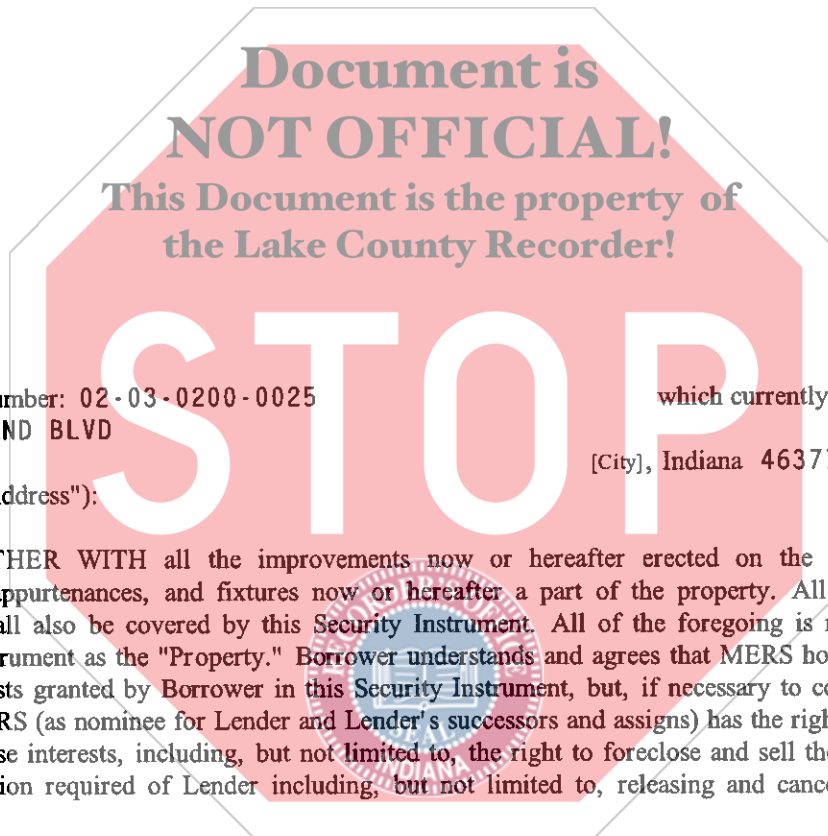 Document is
NOT OFFICIAL!
This Document is the property of
the Lake County Recorder!
STOP
umber: 02-03-0200-0025 which currently
ND BLVD
[City], Indiana 4637
ddress"):
THER WITH all the improvements now or hereafter erected on the
ppurtenances, and fixtures now or hereafter a part of the property. All
all also be covered by this Security Instrument. All of the foregoing is r
rument as the "Property." Borrower understands and agrees that MERS ho
sts granted by Borrower in this Security Instrument, but, if necessary to co
RS (as nominee for Lender and Lender's successors and assigns) has the righ
se interests, including, but not limited to, the right to foreclose and sell the
ion required of Lender including, but not limited to, releasing and cance
RECORDER'S OFFICE
SEAL
INDIANA